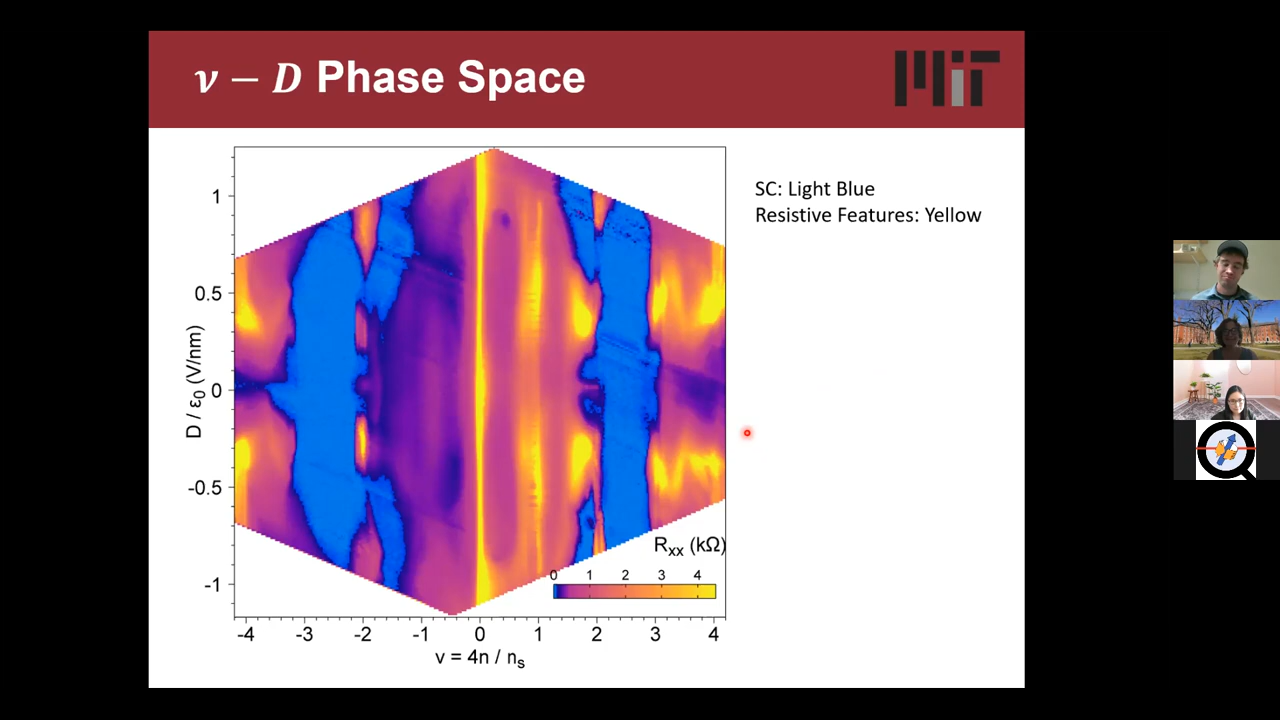 ν − D Phase Space
MIT
SC: Light Blue
Resistive Features: Yellow
1
0.5
0
-0.5
-1
D / ε0 (V/nm)
Rxx (kΩ)
0 1 2 3 4
-4 -3 -2 -1 0 1 2 3 4
v = 4n / ns